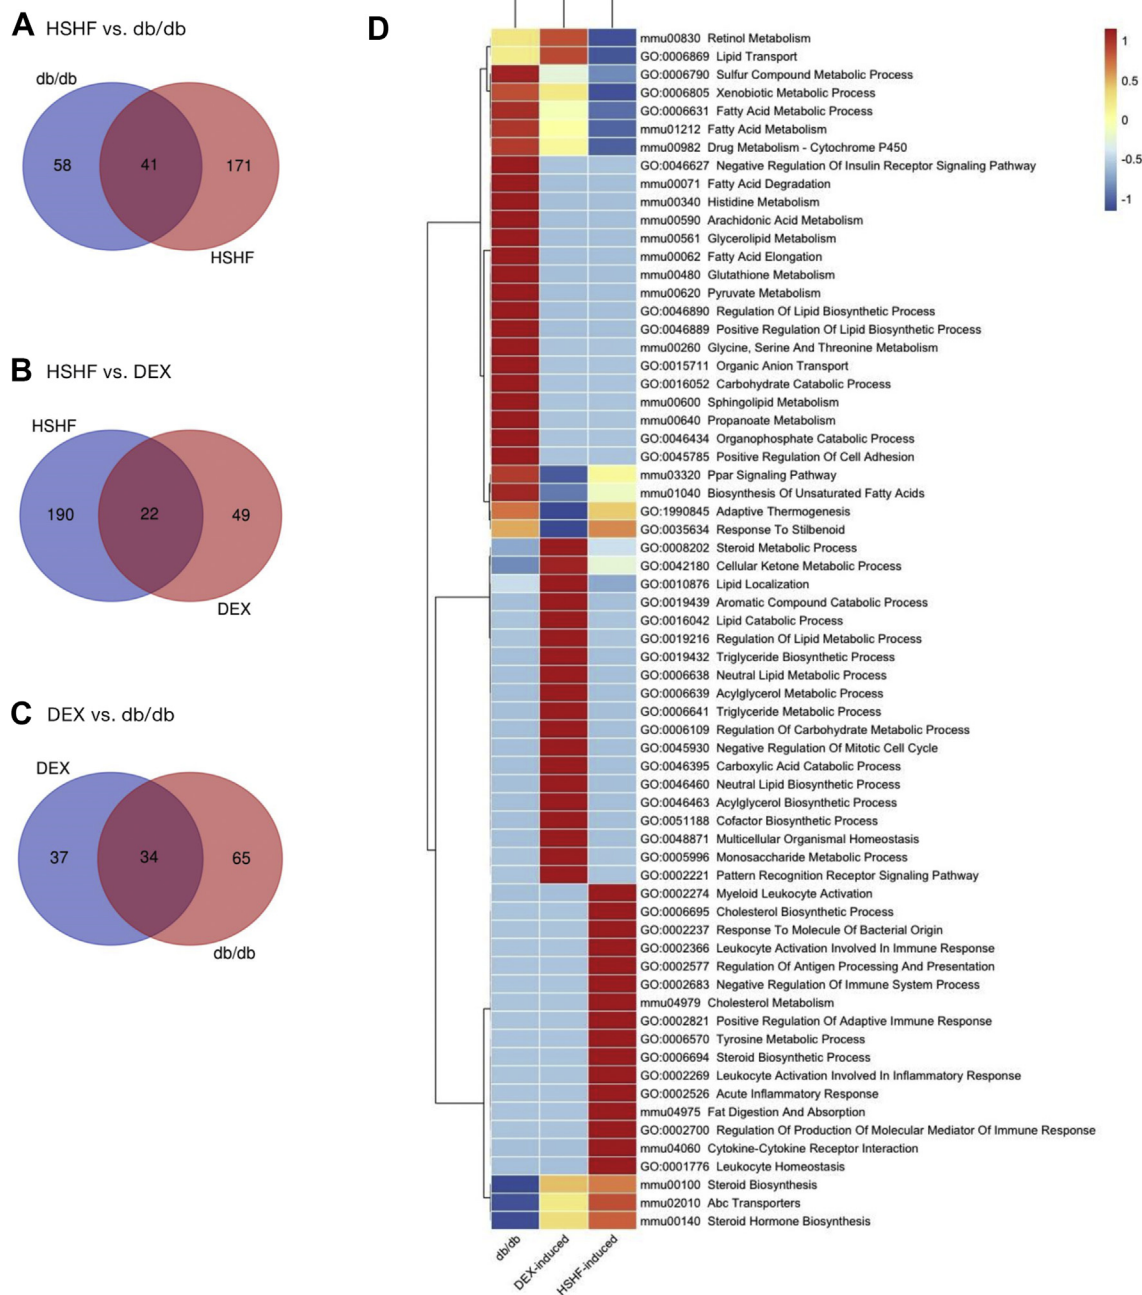 A HSHF vs. db/db
db/db
58 41 171
HSHF
B HSHF vs. DEX
HSHF
190 22 49
DEX
C DEX vs. db/db
DEX
37 34 65
db/db
D
mmu00830 Retinol Metabolism
GO:0006869 Lipid Transport
GO:0006790 Sulfur Compound Metabolic Process
GO:0006805 Xenobiotic Metabolic Process
GO:0006631 Fatty Acid Metabolic Process
mmu01212 Fatty Acid Metabolism
mmu00982 Drug Metabolism - Cytochrome P450
GO:0046627 Negative Regulation Of Insulin Receptor Signaling Pathway
mmu00071 Fatty Acid Degradation
mmu00340 Histidine Metabolism
mmu00590 Arachidonic Acid Metabolism
mmu00561 Glycerolipid Metabolism
mmu00062 Fatty Acid Elongation
mmu00480 Glutathione Metabolism
mmu00620 Pyruvate Metabolism
GO:0046890 Regulation Of Lipid Biosynthetic Process
GO:0046889 Positive Regulation Of Lipid Biosynthetic Process
mmu00260 Glycine, Serine And Threonine Metabolism
GO:0015711 Organic Anion Transport
GO:0016052 Carbohydrate Catabolic Process
mmu00600 Sphingolipid Metabolism
mmu00640 Propanoate Metabolism
GO:0046434 Organophosphate Catabolic Process
GO:0045785 Positive Regulation Of Cell Adhesion
mmu03320 Ppar Signaling Pathway
mmu01040 Biosynthesis Of Unsaturated Fatty Acids
GO:1990845 Adaptive Thermogenesis
GO:0035634 Response To Stilbenoid
GO:0008202 Steroid Metabolic Process
GO:0042180 Cellular Ketone Metabolic Process
GO:0010876 Lipid Localization
GO:0019439 Aromatic Compound Catabolic Process
GO:0016042 Lipid Catabolic Process
GO:0019216 Regulation Of Lipid Metabolic Process
GO:0019432 Triglyceride Biosynthetic Process
GO:0006638 Neutral Lipid Metabolic Process
GO:0006639 Acylglycerol Metabolic Process
GO:0006641 Triglyceride Metabolic Process
GO:0006109 Regulation Of Carbohydrate Metabolic Process
GO:0045930 Negative Regulation Of Mitotic Cell Cycle
GO:0046395 Carboxylic Acid Catabolic Process
GO:0046460 Neutral Lipid Biosynthetic Process
GO:0046463 Acylglycerol Biosynthetic Process
GO:0051188 Cofactor Biosynthetic Process
GO:0048871 Multicellular Organismal Homeostasis
GO:0005996 Monosaccharide Metabolic Process
GO:0002221 Pattern Recognition Receptor Signaling Pathway
GO:0002274 Myeloid Leukocyte Activation
GO:0006695 Cholesterol Biosynthetic Process
GO:0002237 Response To Molecule Of Bacterial Origin
GO:0002366 Leukocyte Activation Involved In Immune Response
GO:0002577 Regulation Of Antigen Processing And Presentation
GO:0002683 Negative Regulation Of Immune System Process
mmu04979 Cholesterol Metabolism
GO:0002821 Positive Regulation Of Adaptive Immune Response
GO:0006570 Tyrosine Metabolic Process
GO:0006694 Steroid Biosynthetic Process
GO:0002269 Leukocyte Activation Involved In Inflammatory Response
GO:0002526 Acute Inflammatory Response
mmu04975 Fat Digestion And Absorption
GO:0002700 Regulation Of Production Of Molecular Mediator Of Immune Response
mmu04060 Cytokine-Cytokine Receptor Interaction
GO:0001776 Leukocyte Homeostasis
mmu00100 Steroid Biosynthesis
mmu02010 Abc Transporters
mmu00140 Steroid Hormone Biosynthesis
db/db
DEX-induced
HSHF-induced
1
0.5
0
-0.5
-1